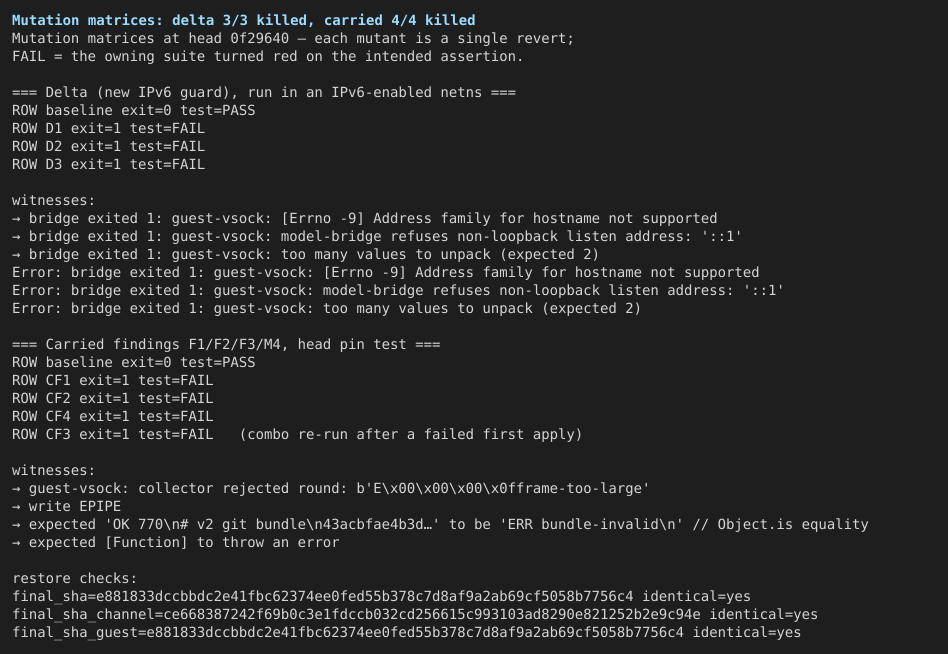 Mutation matrices: delta 3/3 killed, carried 4/4 killed
Mutation matrices at head 0f29640 — each mutant is a single revert;
FAIL = the owning suite turned red on the intended assertion.
=== Delta (new IPv6 guard), run in an IPv6-enabled netns ===
ROW baseline exit=0 test=PASS
ROW D1 exit=1 test=FAIL
ROW D2 exit=1 test=FAIL
ROW D3 exit=1 test=FAIL
witnesses:
→ bridge exited 1: guest-vsock: [Errno -9] Address family for hostname not supported
→ bridge exited 1: guest-vsock: model-bridge refuses non-loopback listen address: '::1'
→ bridge exited 1: guest-vsock: too many values to unpack (expected 2)
Error: bridge exited 1: guest-vsock: [Errno -9] Address family for hostname not supported
Error: bridge exited 1: guest-vsock: model-bridge refuses non-loopback listen address: '::1'
Error: bridge exited 1: guest-vsock: too many values to unpack (expected 2)
=== Carried findings F1/F2/F3/M4, head pin test ===
ROW baseline exit=0 test=PASS
ROW CF1 exit=1 test=FAIL
ROW CF2 exit=1 test=FAIL
ROW CF4 exit=1 test=FAIL
ROW CF3 exit=1 test=FAIL   (combo re-run after a failed first apply)
witnesses:
→ guest-vsock: collector rejected round: b'E\x00\x00\x00\x0fframe-too-large'
→ write EPIPE
→ expected 'OK 770\n# v2 git bundle\n43acbfae4b3d…' to be 'ERR bundle-invalid\n' // Object.is equality
→ expected [Function] to throw an error
restore checks:
final_sha=e881833dccbbdc2e41fbc62374ee0fed55b378c7d8af9a2ab69cf5058b7756c4 identical=yes
final_sha_channel=ce668387242f69b0c3e1fdccb032cd256615c993103ad8290e821252b2e9c94e identical=yes
final_sha_guest=e881833dccbbdc2e41fbc62374ee0fed55b378c7d8af9a2ab69cf5058b7756c4 identical=yes